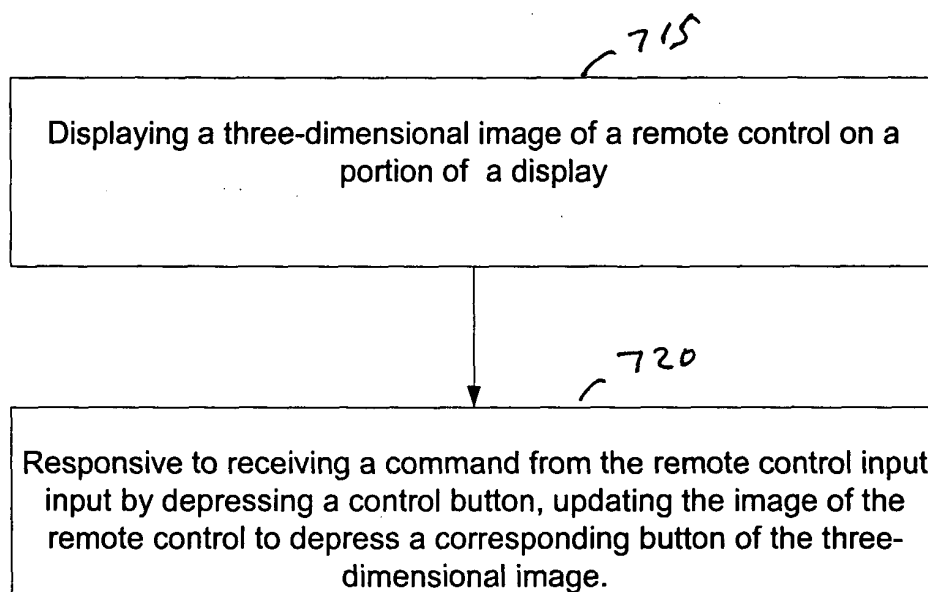 715
Displaying a three-dimensional image of a remote control on a
portion of a display
720
Responsive to receiving a command from the remote control input
input by depressing a control button, updating the image of the
remote control to depress a corresponding button of the three-
dimensional image.